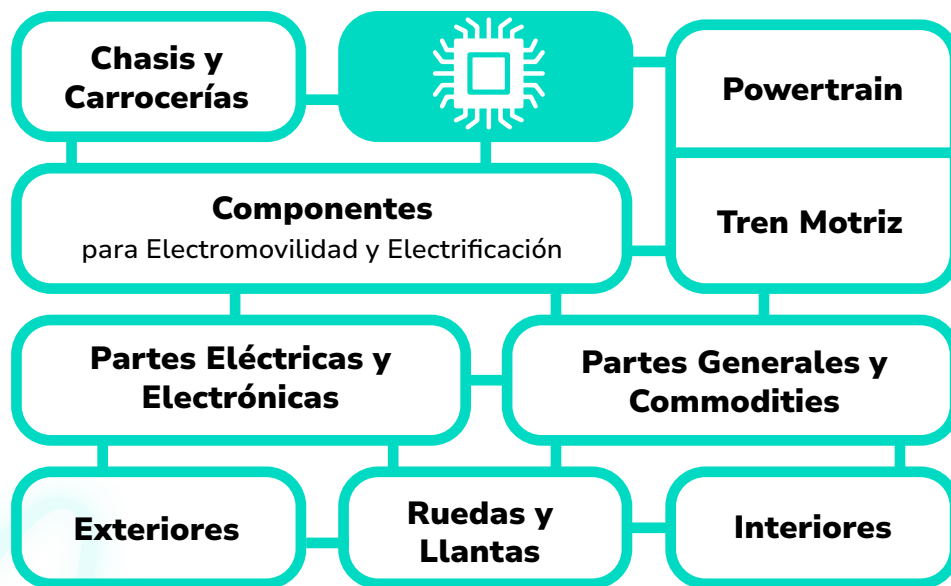 Chasis y
Carrocerías
Powertrain
Tren Motriz
Componentes
para Electromovilidad y Electrificación
Partes Eléctricas y
Electrónicas
Partes Generales y
Commodities
Exteriores
Ruedas y
Llantas
Interiores